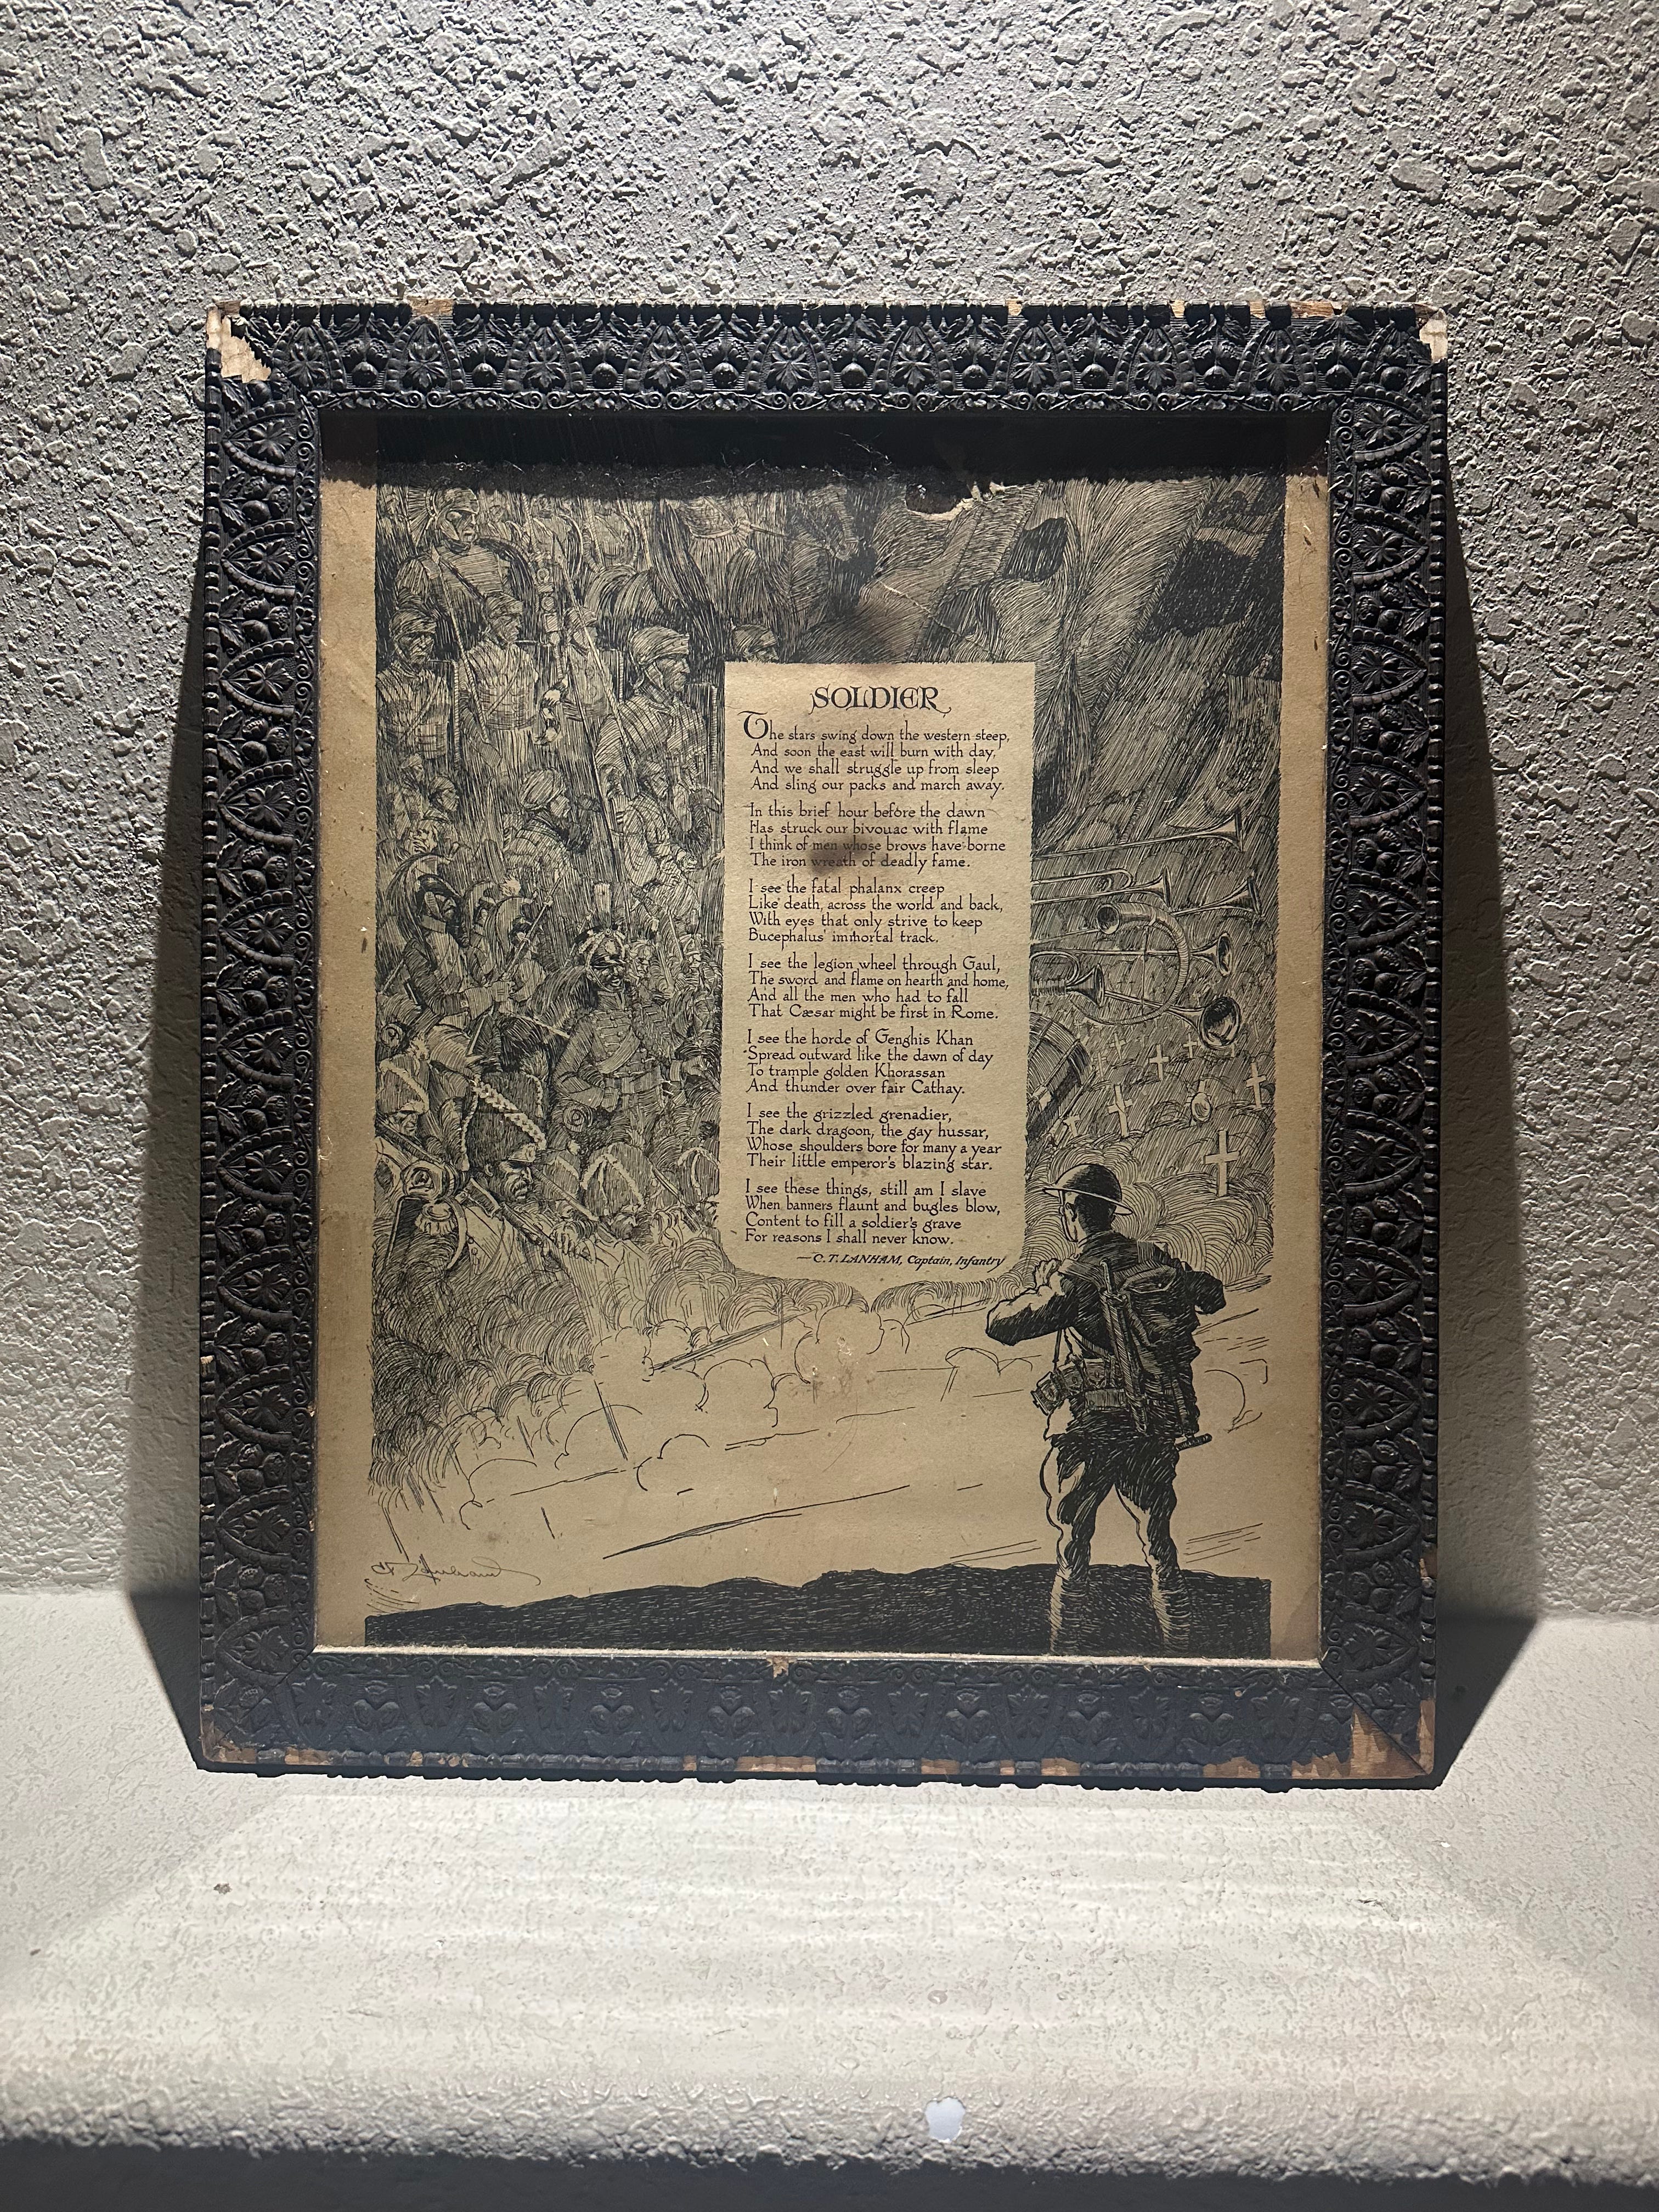 SOLDIER
The stars swing down the western steep,
And soon the east will burn with day,
And we shall struggle up from sleep
And sling our packs and march away.
In this brief hour before the dawn
Has struck our bivouac with flame
I think of men whose brows have borne
The iron wreath of deadly fame.
I see the fatal phalanx creep
Like death, across the world and back,
With eyes that only strive to keep
Bucephalus' immortal track.
I see the legion wheel through Gaul,
The sword and flame on hearth and home,
And all the men who had to fall
That Cæsar might be first in Rome.
I see the horde of Genghis Khan
Spread outward like the dawn of day
To trample golden Khorassan
And thunder over fair Cathay.
I see the grizzled grenadier,
The dark dragoon, the gay hussar,
Whose shoulders bore for many a year
Their little emperor's blazing star.
I see these things, still am I slave
When banners flaunt and bugles blow,
Content to fill a soldier's grave
For reasons I shall never know.
—C.T. LANHAM, Captain, Infantry